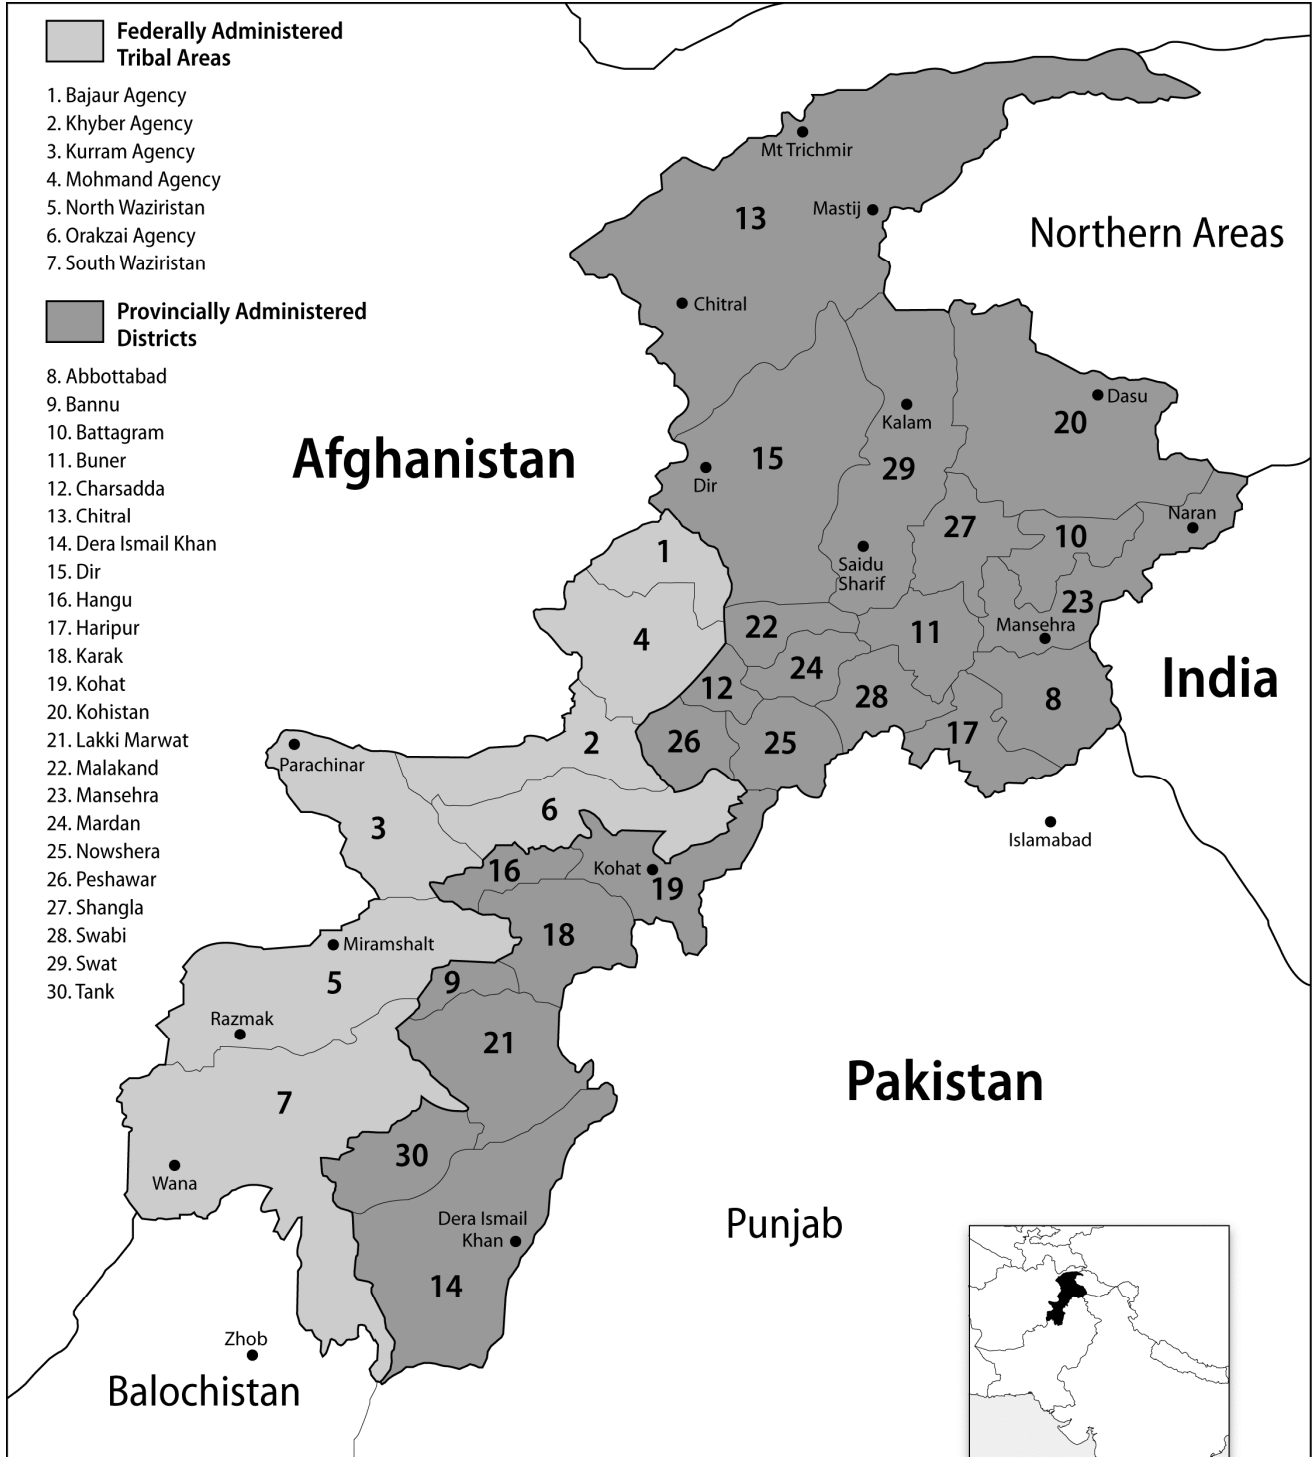 Federally Administered
Tribal Areas
1. Bajaur Agency
2. Khyber Agency
3. Kurram Agency
4. Mohmand Agency
5. North Waziristan
6. Orakzai Agency
7. South Waziristan
Provincially Administered
Districts
8. Abbottabad
9. Bannu
10. Battagram
11. Buner
12. Charsadda
13. Chitral
14. Dera Ismail Khan
15. Dir
16. Hangu
17. Haripur
18. Karak
19. Kohat
20. Kohistan
21. Lakki Marwat
22. Malakand
23. Mansehra
24. Mardan
25. Nowshera
26. Peshawar
27. Shangla
28. Swabi
29. Swat
30. Tank
Mt Trichmir
Mastij
13
Northern Areas
Chitral
Dasu
Kalam
20
Afghanistan
15
29
Dir
Naran
27
10
1
Saidu
Sharif
23
Mansehra
22
11
4
24
India
12
28
8
17
2
26
25
Parachinar
6
3
Islamabad
16
Kohat
19
18
Miramshalt
5
9
Razmak
21
Pakistan
7
30
Wana
Dera Ismail
Khan
Punjab
14
Zhob
Balochistan